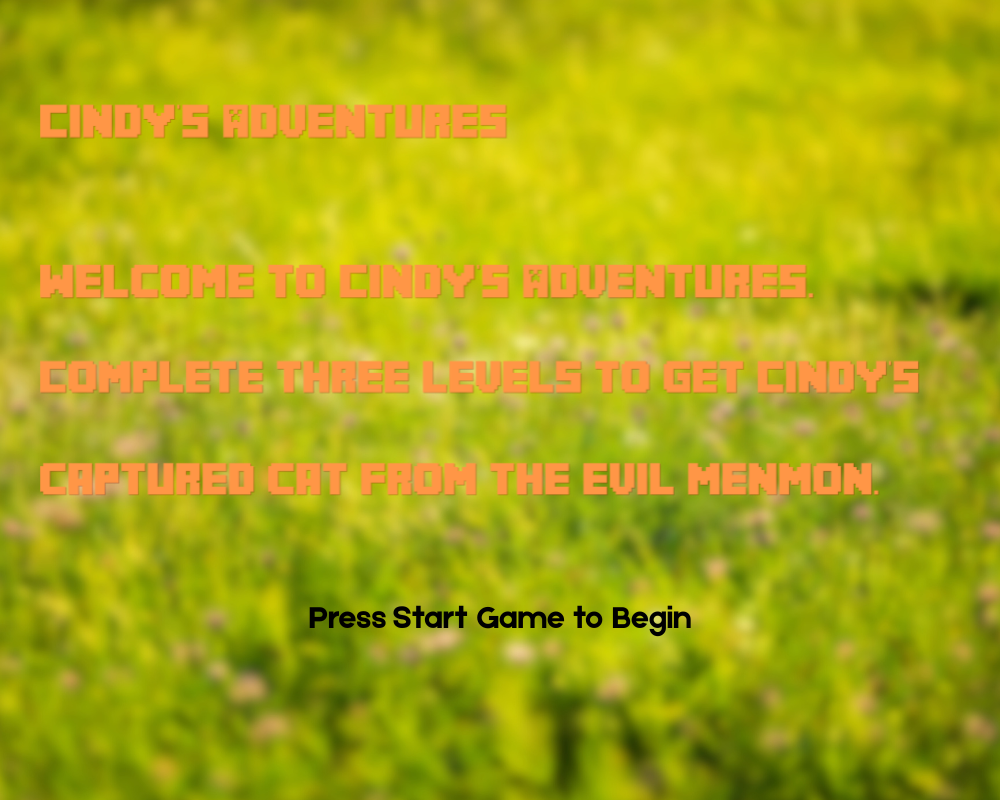 CINDY'S ADVENTURES
WELCOME TO CINDY'S ADVENTURES.
COMPLETE THREE LEVELS TO GET CINDY'S
CAPTURED CAT FROM THE EVIL MENMON.
Press Start Game to Begin